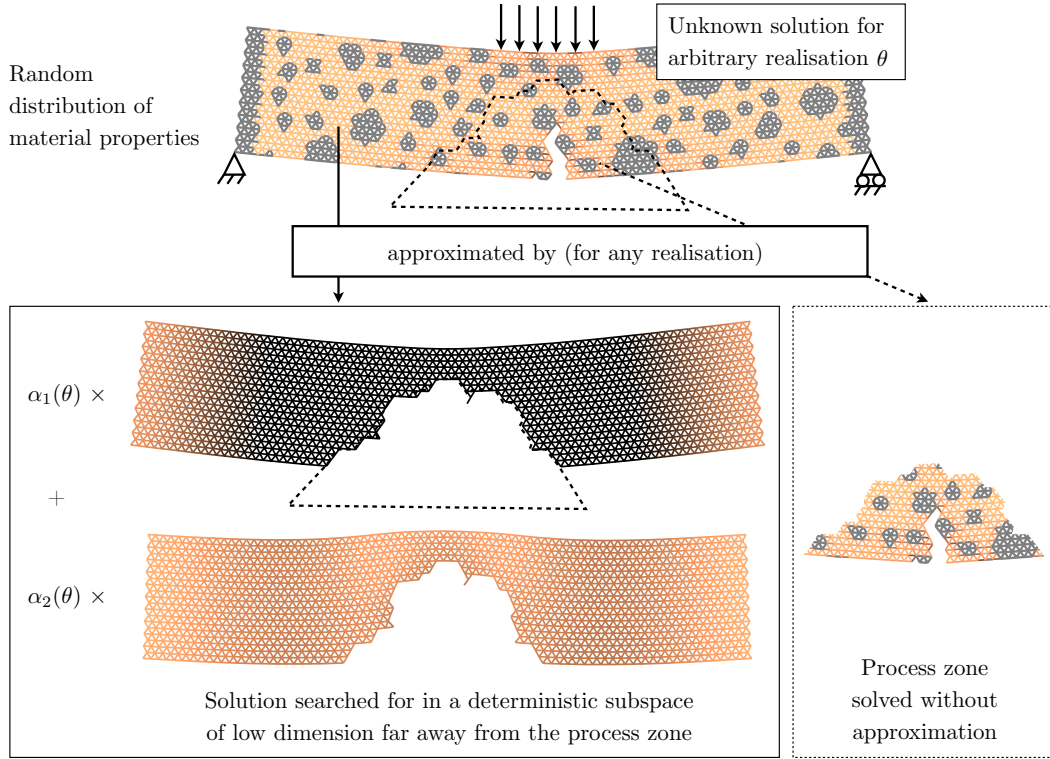 Unknown solution for
arbitrary realisation θ
Random
distribution of
material properties
approximated by (for any realisation)
α₁(θ) ×
+
α₂(θ) ×
Solution searched for in a deterministic subspace
of low dimension far away from the process zone
Process zone
solved without
approximation